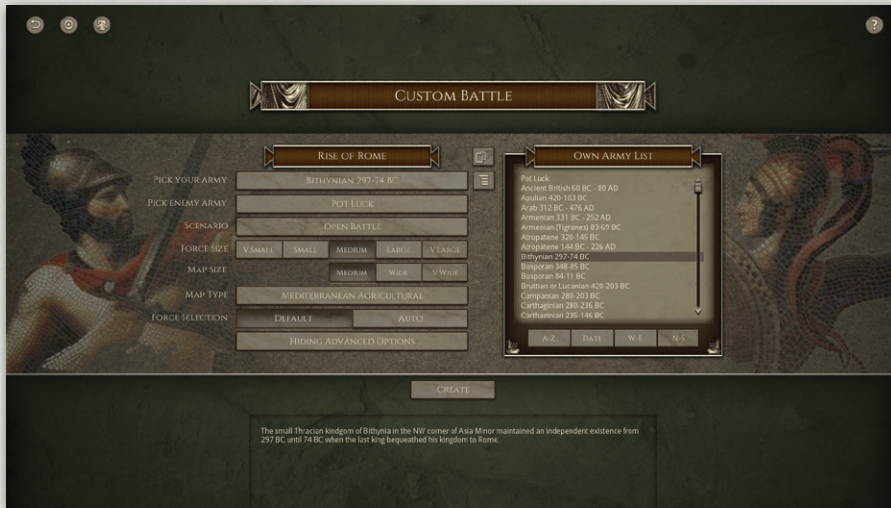 ?
CUSTOM BATTLE
RISE OF ROME
PICK YOUR ARMY
BITHYNIAN 297-74 BC
PICK ENEMY ARMY
POT LUCK
SCENARIO
OPEN BATTLE
FORCE SIZE
V.SMALL SMALL MEDIUM LARGE V.LARGE
MAP SIZE
MEDIUM WIDE V.WIDE
MAP TYPE
MEDITERRANEAN AGRICULTURAL
FORCE SELECTION
DEFAULT AUTO
HIDING ADVANCED OPTIONS
OWN ARMY LIST
Pot Luck
Ancient British 60 BC - 80 AD
Apulian 420-163 BC
Arab 312 BC - 476 AD
Armenian 331 BC - 252 AD
Armenian (Tigranes) 83-69 BC
Atropatene 320-145 BC
Atropatene 144 BC - 226 AD
Bithynian 297-74 BC
Bosporan 348-85 BC
Bosporan 84-11 BC
Bruttian or Lucanian 420-203 BC
Campanian 280-203 BC
Carthaginian 280-236 BC
Carthaginian 235-146 BC
A-Z DATE W-E N-S
CREATE
The small Thracian kindgom of Bithynia in the NW corner of Asia Minor maintained an independent existence from
297 BC until 74 BC when the last king bequeathed his kingdom to Rome.